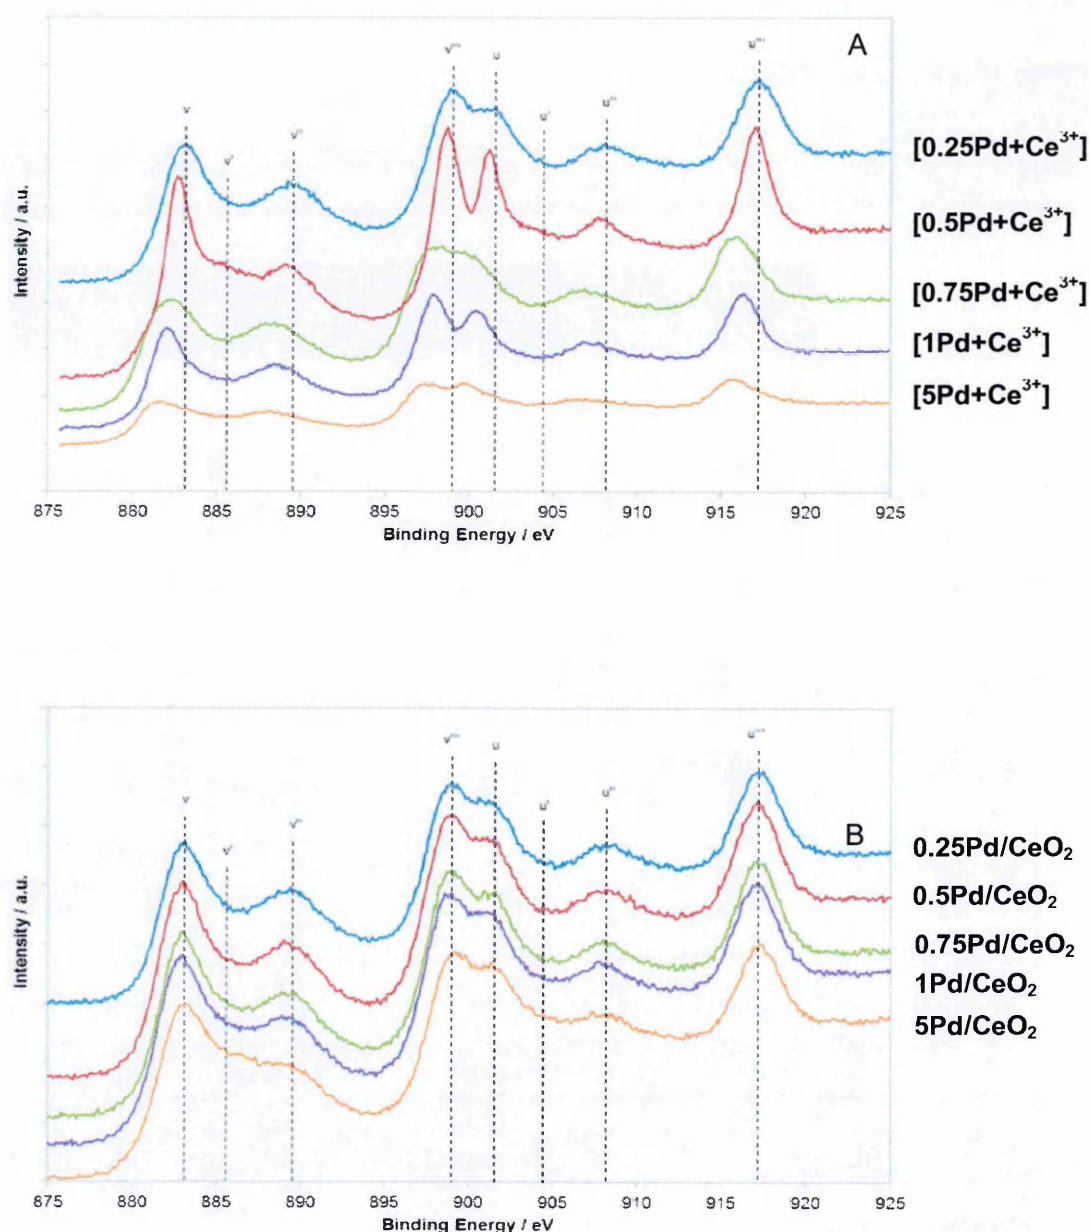 A
v
v'
v''
v'''
u
u'
u''
u'''
[0.25Pd+Ce³⁺]
[0.5Pd+Ce³⁺]
[0.75Pd+Ce³⁺]
[1Pd+Ce³⁺]
[5Pd+Ce³⁺]
Intensity / a.u.
875 880 885 890 895 900 905 910 915 920 925
Binding Energy / eV
B
v
v'
v''
v'''
u
u'
u''
u'''
0.25Pd/CeO₂
0.5Pd/CeO₂
0.75Pd/CeO₂
1Pd/CeO₂
5Pd/CeO₂
Intensity / a.u.
875 880 885 890 895 900 905 910 915 920 925
Binding Energy / eV